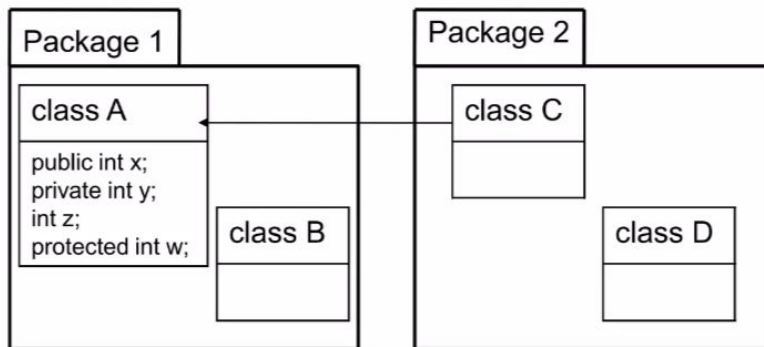 Package 1
class A
public int x;
private int y;
int z;
protected int w;
class B
Package 2
class C
class D